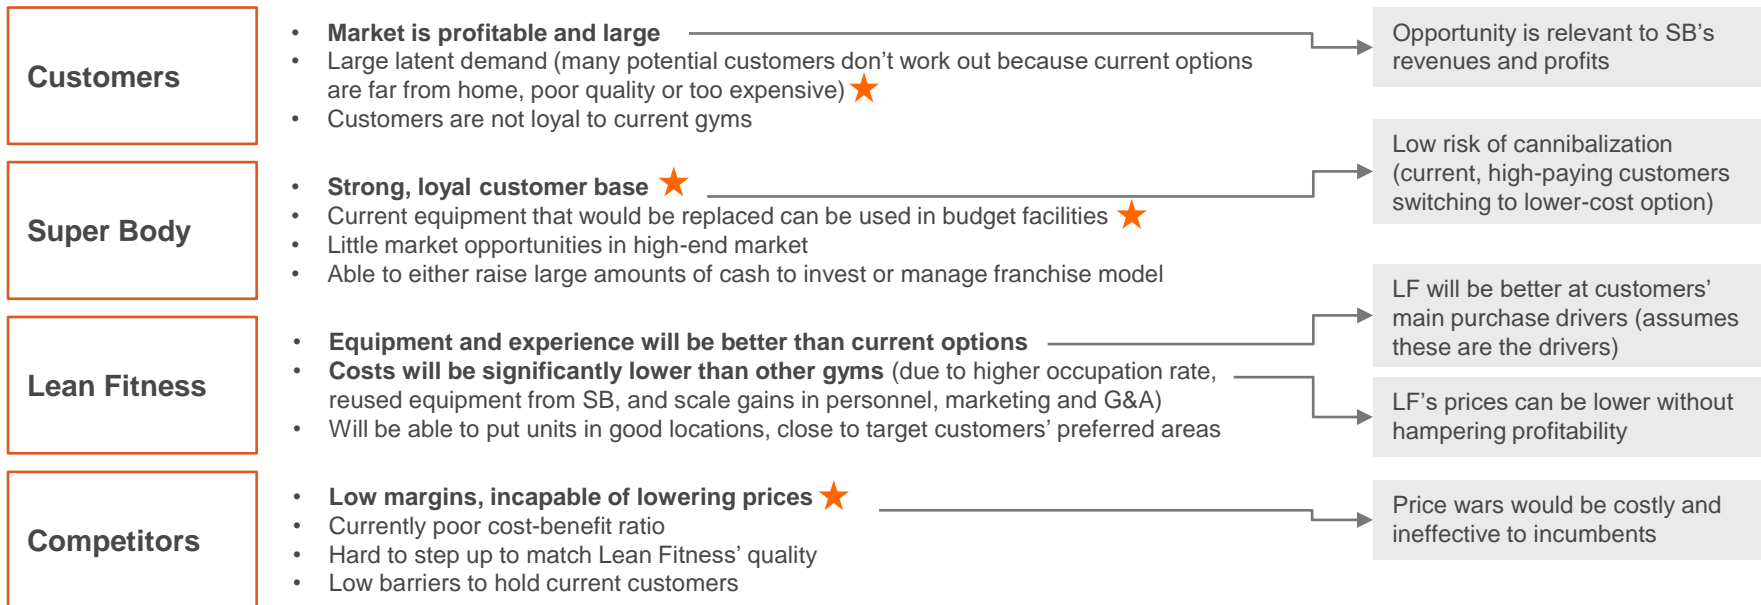 Customers
• Market is profitable and large
• Large latent demand (many potential customers don't work out because current options
are far from home, poor quality or too expensive)
• Customers are not loyal to current gyms
Opportunity is relevant to SB's
revenues and profits
Super Body
• Strong, loyal customer base
• Current equipment that would be replaced can be used in budget facilities
• Little market opportunities in high-end market
• Able to either raise large amounts of cash to invest or manage franchise model
Low risk of cannibalization
(current, high-paying customers
switching to lower-cost option)
Lean Fitness
• Equipment and experience will be better than current options
• Costs will be significantly lower than other gyms (due to higher occupation rate,
reused equipment from SB, and scale gains in personnel, marketing and G&A)
• Will be able to put units in good locations, close to target customers' preferred areas
LF will be better at customers'
main purchase drivers (assumes
these are the drivers)
LF's prices can be lower without
hampering profitability
Competitors
• Low margins, incapable of lowering prices
• Currently poor cost-benefit ratio
• Hard to step up to match Lean Fitness' quality
• Low barriers to hold current customers
Price wars would be costly and
ineffective to incumbents